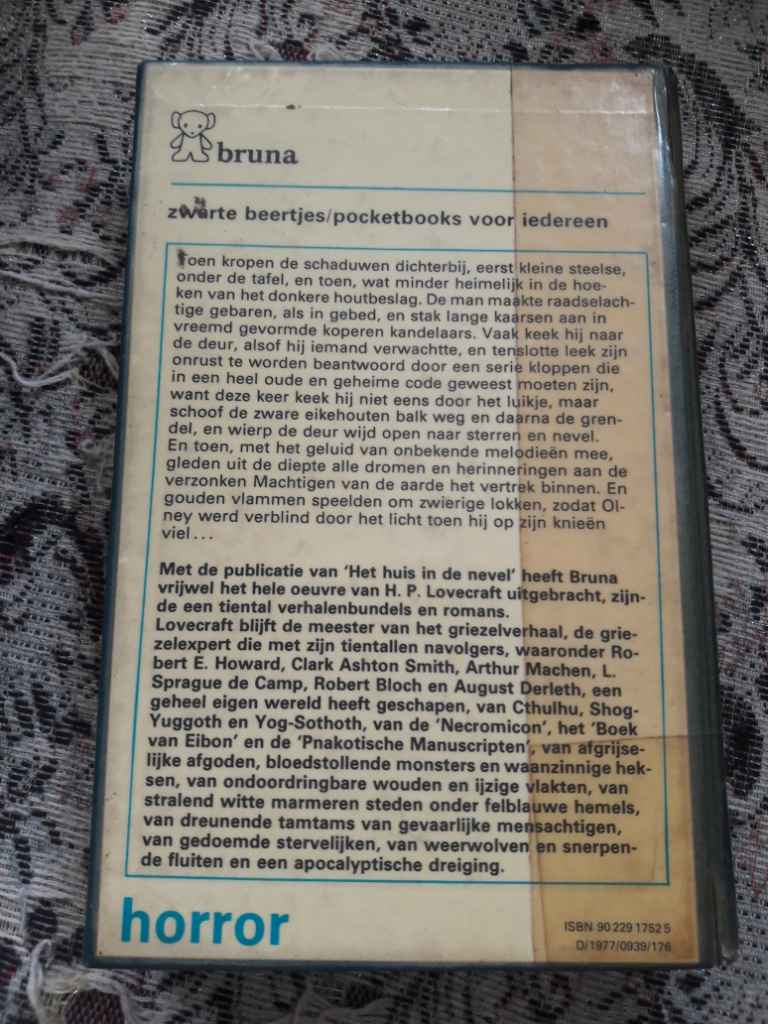 bruna
zwarte beertjes/pocketbooks voor iedereen
Toen kropen de schaduwen dichterbij, eerst kleine steelse,
onder de tafel, en toen, wat minder heimelijk in de hoe-
ken van het donkere houtbeslag. De man maakte raadselach-
tige gebaren, als in gebed, en stak lange kaarsen aan in
vreemd gevormde koperen kandelaars. Vaak keek hij naar
de deur, alsof hij iemand verwachtte, en tenslotte leek zijn
onrust te worden beantwoord door een serie kloppen die
in een heel oude en geheime code geweest moeten zijn,
want deze keer keek hij niet eens door het luikje, maar
schoof de zware eikehouten balk weg en daarna de gren-
del, en wierp de deur wijd open naar sterren en nevel.
En toen, met het geluid van onbekende melodieën mee,
gleden uit de diepte alle dromen en herinneringen aan de
verzonken Machtigen van de aarde het vertrek binnen. En
gouden vlammen speelden om zwierige lokken, zodat Ol-
ney werd verblind door het licht toen hij op zijn knieën
viel...
Met de publicatie van 'Het huis in de nevel' heeft Bruna
vrijwel het hele oeuvre van H. P. Lovecraft uitgebracht, zijn-
de een tiental verhalenbundels en romans.
Lovecraft blijft de meester van het griezelverhaal, de grie-
zelexpert die met zijn tientallen navolgers, waaronder Ro-
bert E. Howard, Clark Ashton Smith, Arthur Machen, L.
Sprague de Camp, Robert Bloch en August Derleth, een
geheel eigen wereld heeft geschapen, van Cthulhu, Shog-
Yuggoth en Yog-Sothoth, van de 'Necromicon', het 'Boek
van Eibon' en de 'Pnakotische Manuscripten', van afgrijse-
lijke afgoden, bloedstollende monsters en waanzinnige hek-
sen, van ondoordringbare wouden en ijzige vlakten, van
stralend witte marmeren steden onder felblauwe hemels,
van dreunende tamtams van gevaarlijke mensachtigen,
van gedoemde stervelijken, van weerwolven en snerpen-
de fluiten en een apocalyptische dreiging.
horror
ISBN 90 229 1752 5
D/1977/0939/176